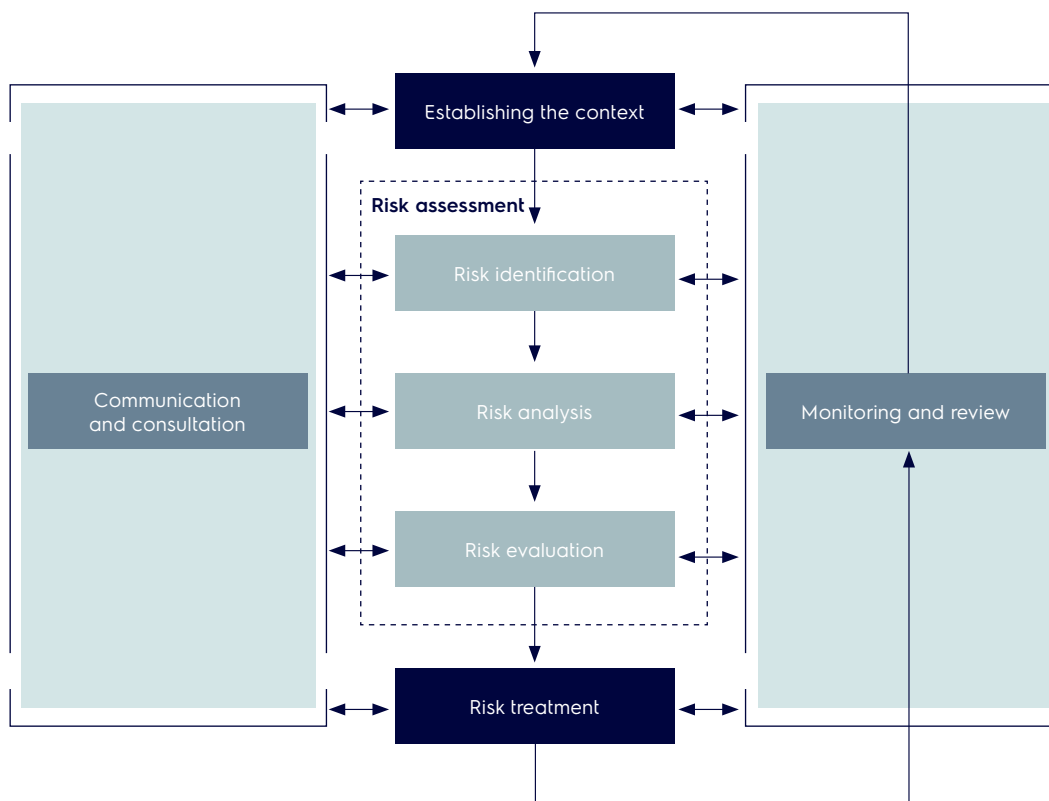 Establishing the context
Risk assessment
Risk identification
Communication
and consultation
Risk analysis
Monitoring and review
Risk evaluation
Risk treatment